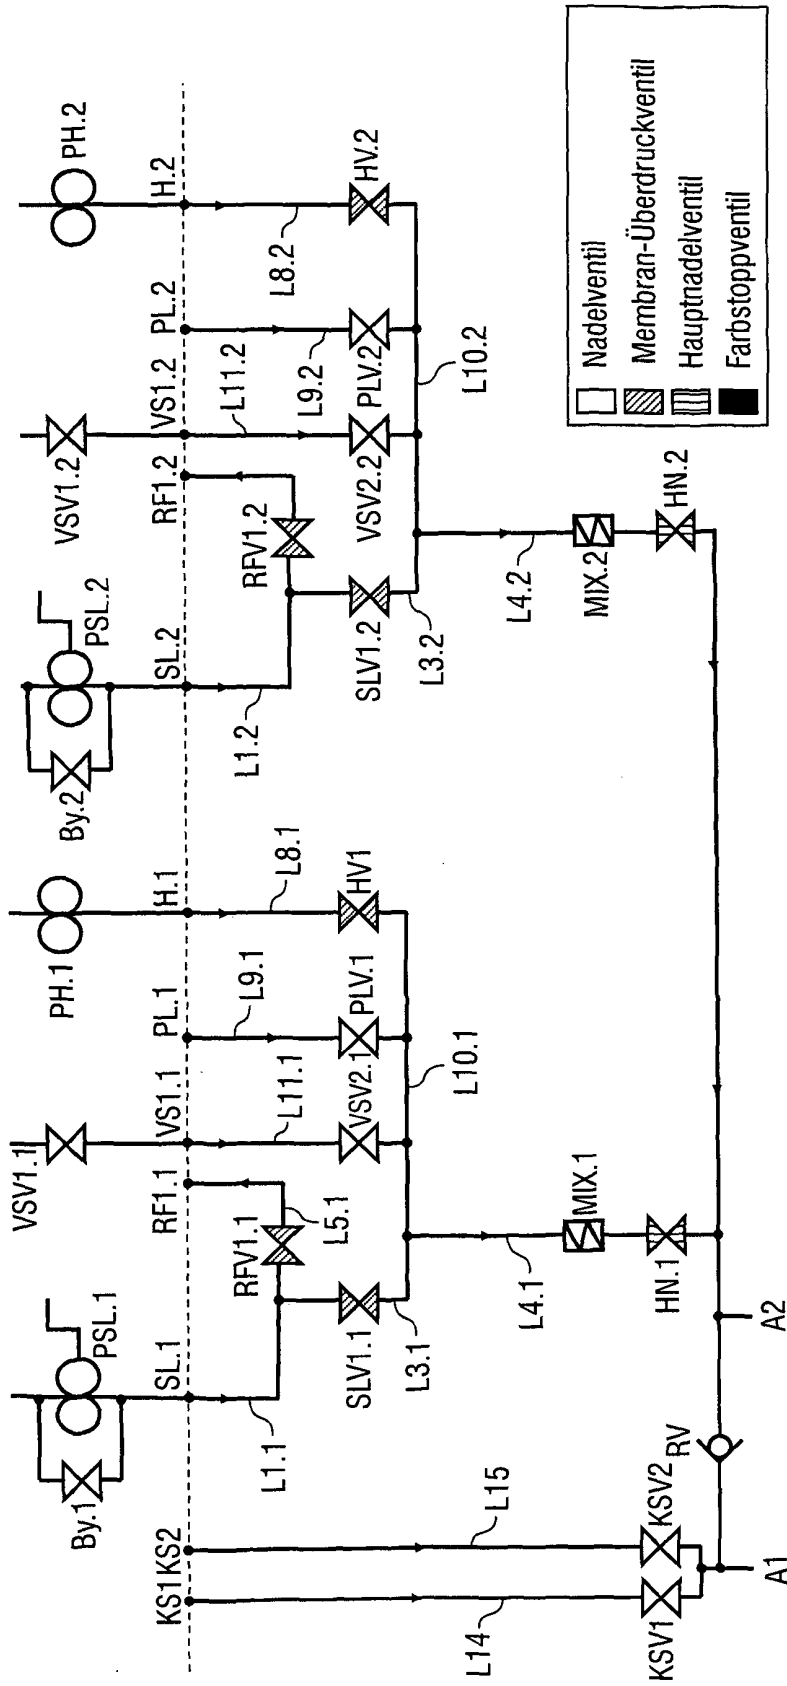 VSV1.1
PH.1
VSV1.2
PH.2
By.1
PSL.1
By.2
PSL.2
KS1
KS2
SL.1
RF1.1
VS1.1
PL.1
H.1
SL.2
RF1.2
VS1.2
PL.2
H.2
L1.1
RFV1.1
L5.1
L11.1
L9.1
L8.1
L1.2
RFV1.2
L11.2
L9.2
L8.2
SLV1.1
VSV2.1
PLV.1
HV1
SLV1.2
VSV2.2
PLV.2
HV.2
L3.1
L10.1
L3.2
L10.2
L14
L15
L4.1
L4.2
MIX.1
MIX.2
KSV1
KSV2
RV
HN.1
HN.2
A1
A2
Nadelventil
Membran-Überdruckventil
Hauptnadelventil
Farbstoppventil